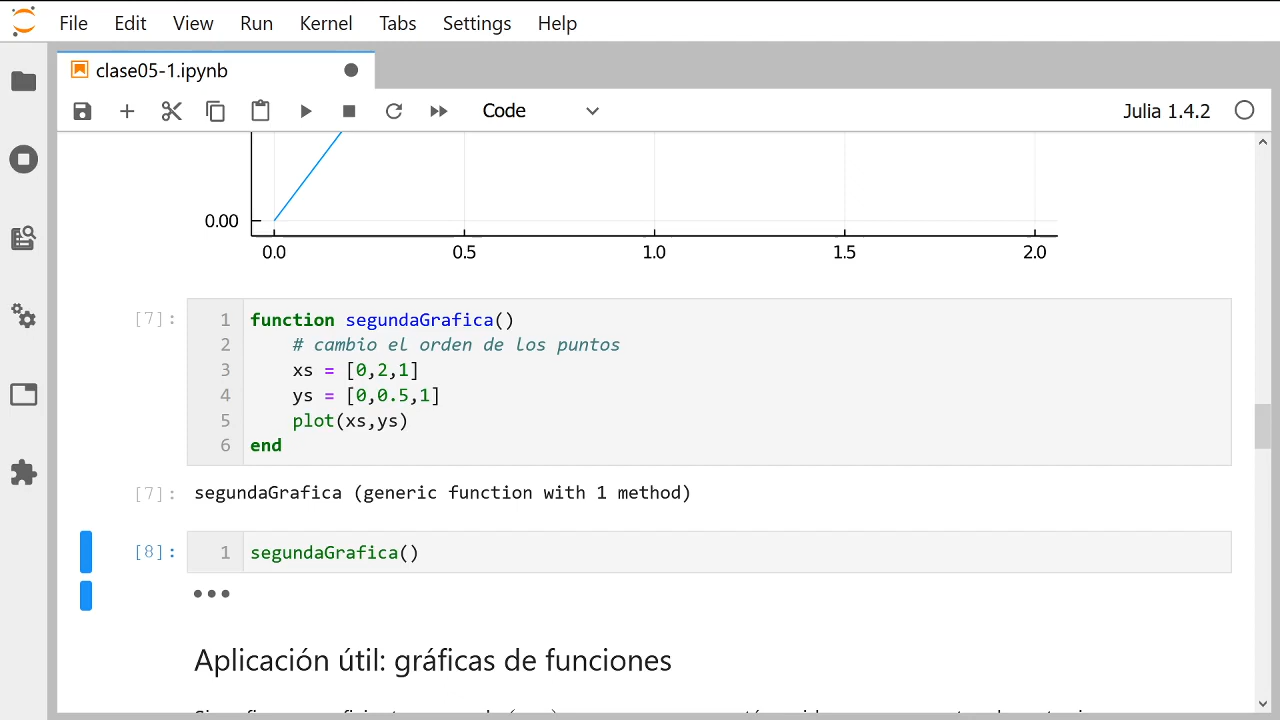 File Edit View Run Kernel Tabs Settings Help
clase05-1.ipynb
Code
Julia 1.4.2
0.00
0.0 0.5 1.0 1.5 2.0
[7]:
1 function segundaGrafica()
2 # cambio el orden de los puntos
3 xs = [0,2,1]
4 ys = [0,0.5,1]
5 plot(xs,ys)
6 end
[7]: segundaGrafica (generic function with 1 method)
[8]: 1 segundaGrafica()
Aplicación útil: gráficas de funciones